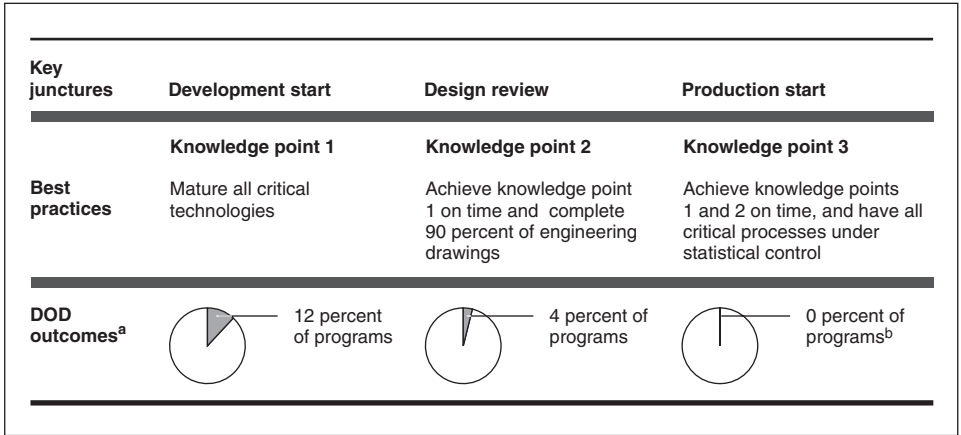 Key
junctures
Development start
Design review
Production start
Knowledge point 1
Knowledge point 2
Knowledge point 3
Best
practices
Mature all critical
technologies
Achieve knowledge point
1 on time and complete
90 percent of engineering
drawings
Achieve knowledge points
1 and 2 on time, and have all
critical processes under
statistical control
DOD
outcomesa
12 percent
of programs
4 percent of
programs
0 percent of
programsb